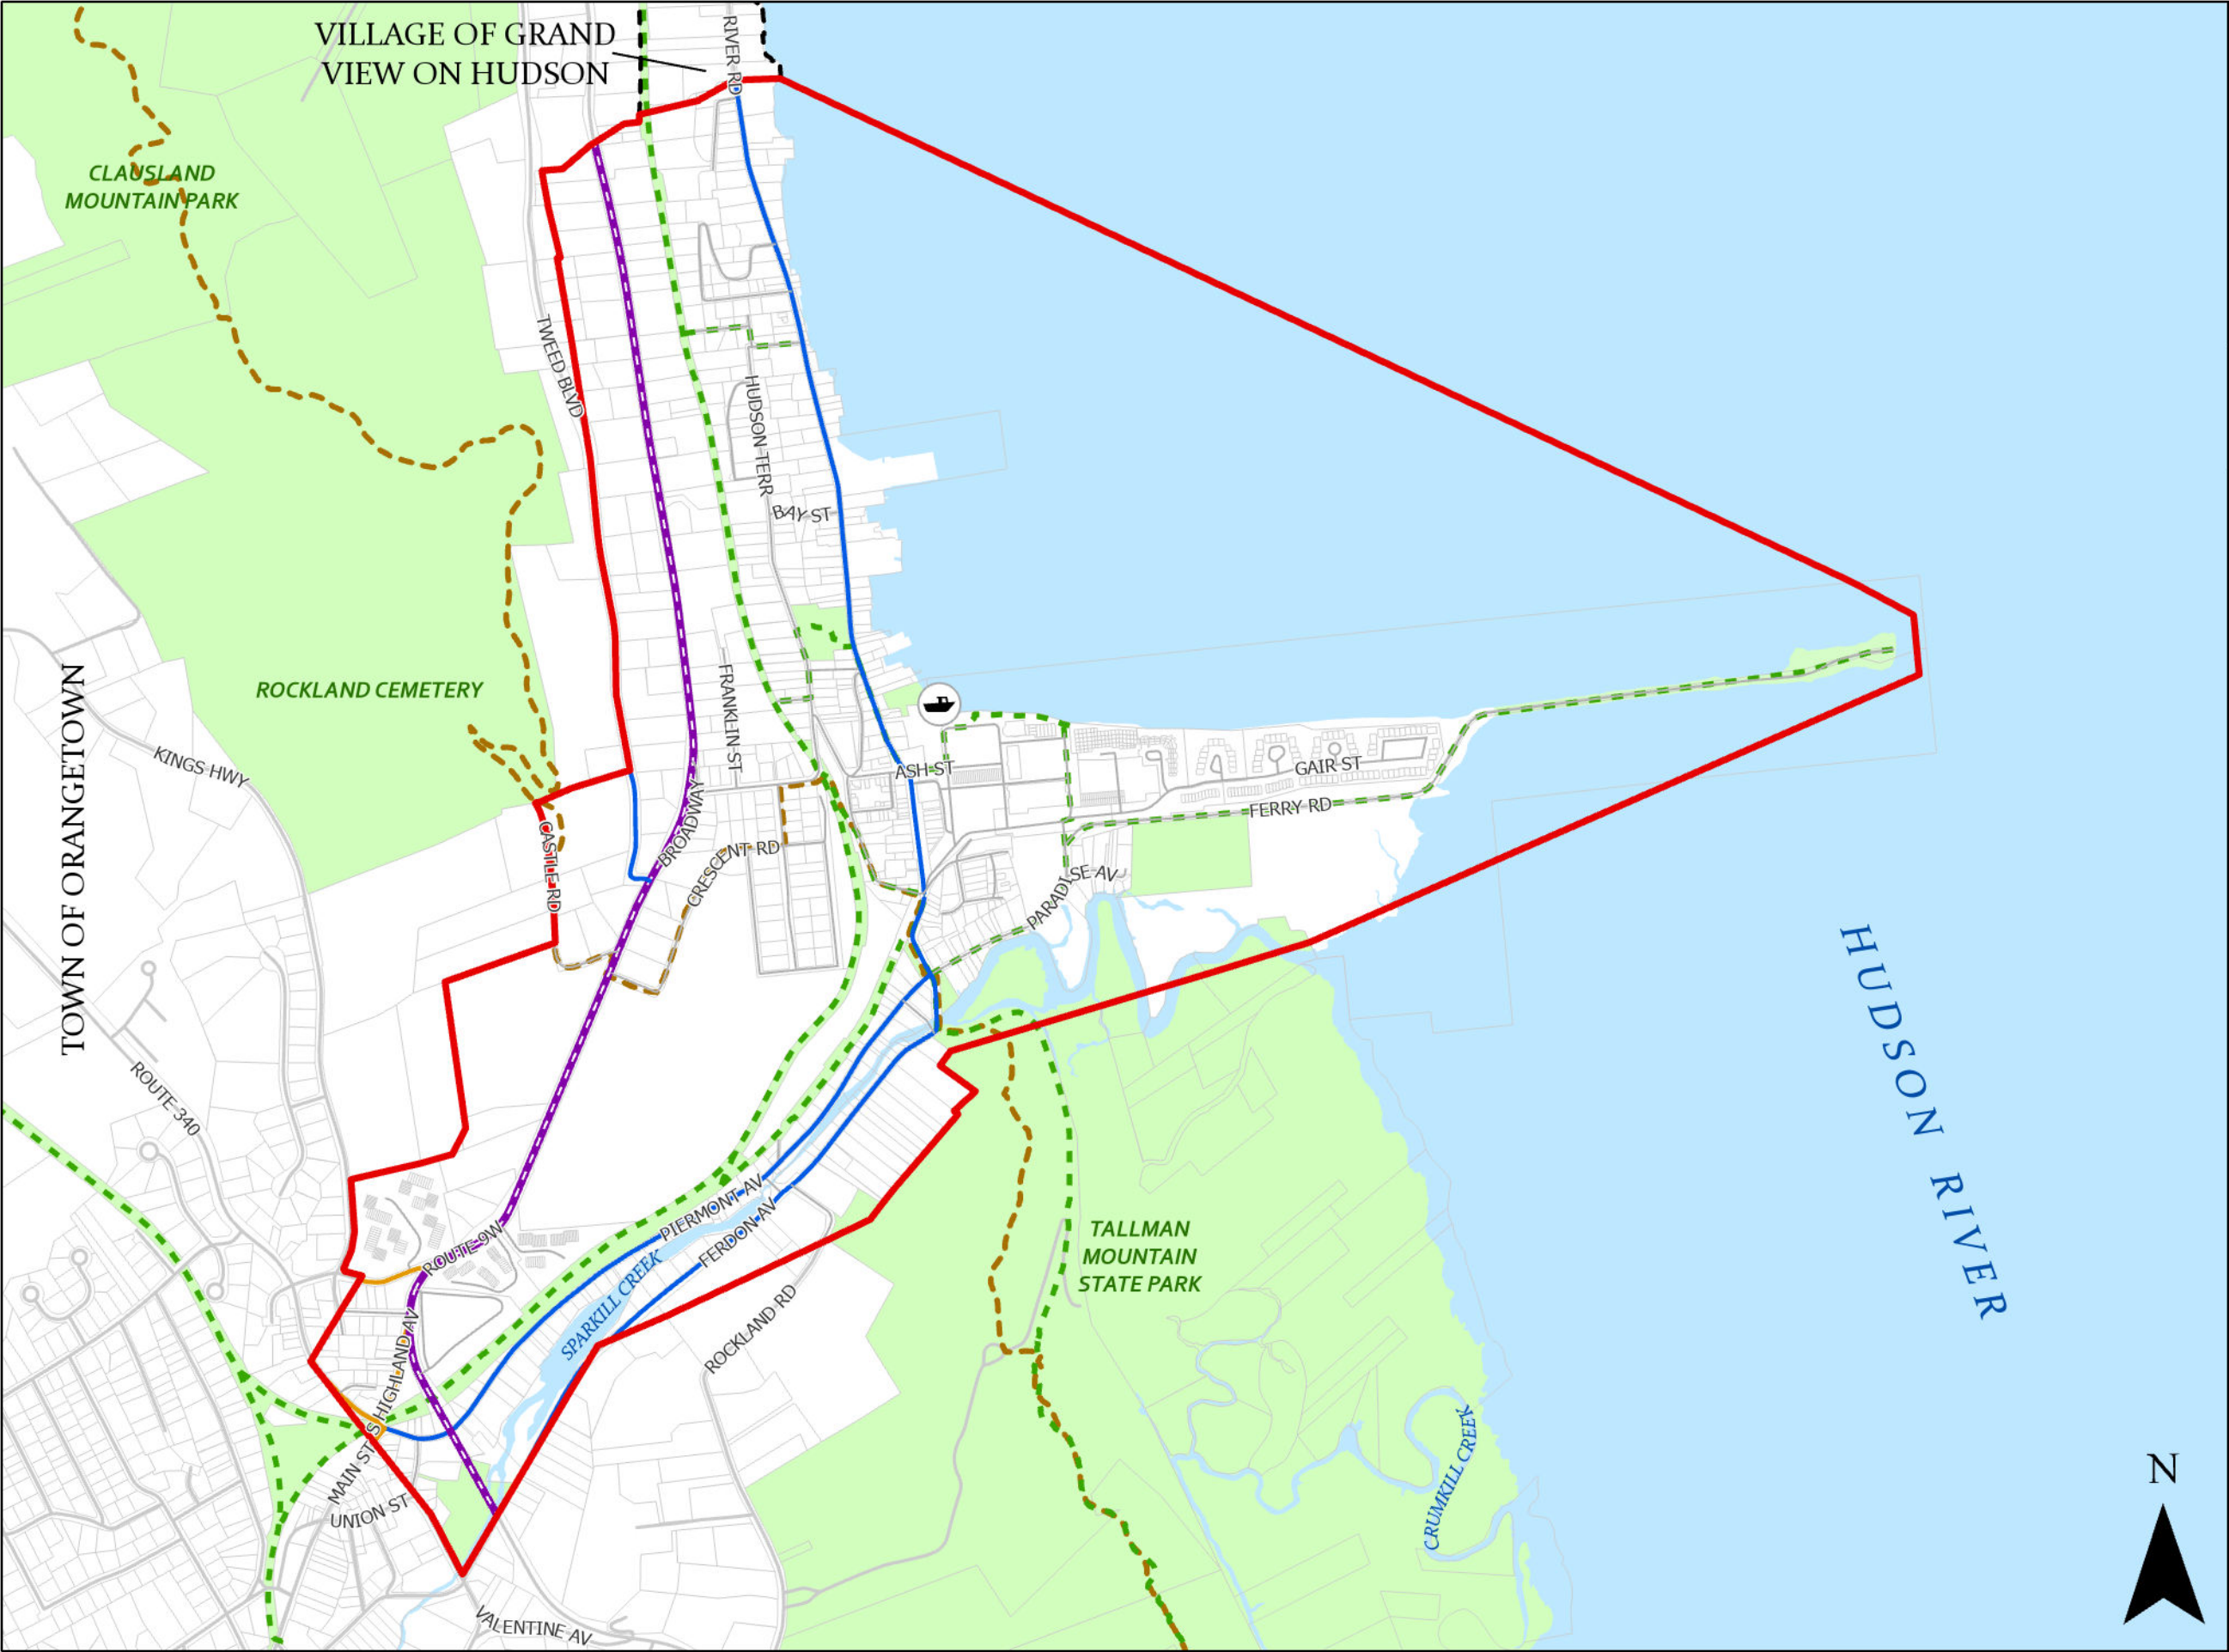 VILLAGE OF GRAND
VIEW ON HUDSON
RIVER RD
CLAUSLAND
MOUNTAIN PARK
TWEED BLVD
HUDSON TERR
BAY ST
ROCKLAND CEMETERY
FRANKLIN ST
TOWN OF ORANGETOWN
KINGS HWY
ASH ST
GAIR ST
FERRY RD
BROADWAY
CASTLE RD
CRESCENT RD
PARADISE AV
HUDSON RIVER
ROUTE 340
PIERMONT AV
FERDON AV
ROUTE 9W
SPARKILL CREEK
TALLMAN
MOUNTAIN
STATE PARK
ROCKLAND RD
S HIGHLAND AV
MAIN ST
UNION ST
CRUMKILL CREEK
VALENTINE AV
N